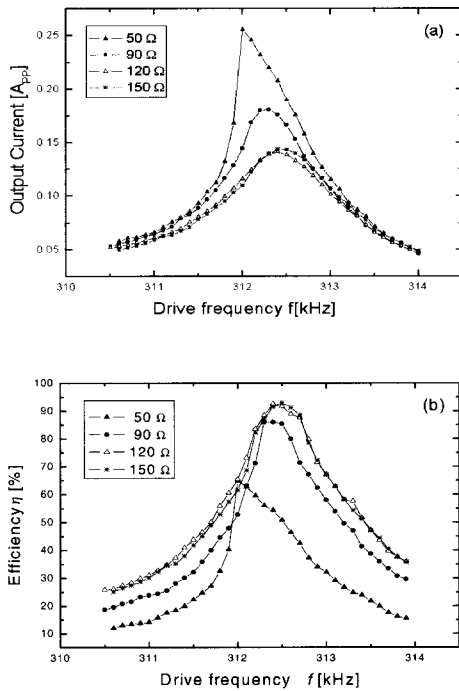 (a)
50 Ω
90 Ω
120 Ω
150 Ω
Output Current [App]
0.25
0.20
0.15
0.10
0.05
310 311 312 313 314
Drive frequency f[kHz]
(b)
50 Ω
90 Ω
120 Ω
150 Ω
Efficiency η [%]
100
90
80
70
60
50
40
30
20
10
310 311 312 313 314
Drive frequency f [kHz]